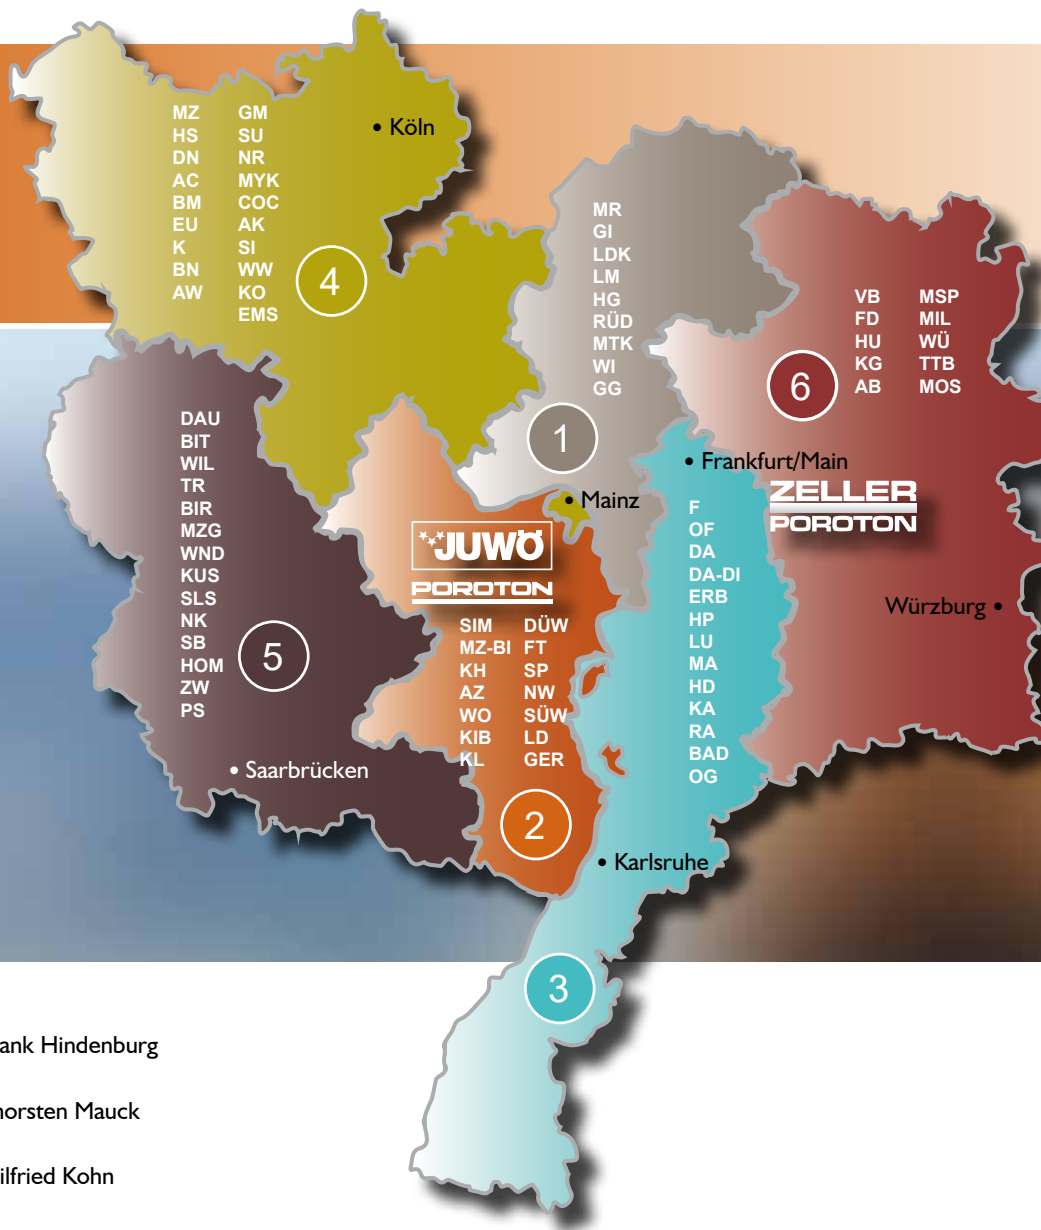 MZ GM
HS SU
DN NR
AC MYK
BM COC
EU AK
K SI
BN WW
AW KO
EMS
4
• Köln
MR
GI
LDK
LM
HG
RÜD
MTK
WI
GG
1
VB MSP
FD MIL
HU WÜ
KG TTB
AB MOS
6
• Frankfurt/Main
ZELLER
POROTON
Würzburg •
• Mainz
JUWÖ
POROTON
DAU
BIT
WIL
TR
BIR
MZG
WND
KUS
SLS
NK
SB
HOM
ZW
PS
5
• Saarbrücken
SIM DÜW
MZ-BI FT
KH SP
AZ NW
WO SÜW
KIB LD
KL GER
2
F
OF
DA
DA-DI
ERB
HP
LU
MA
HD
KA
RA
BAD
OG
• Karlsruhe
3
ank Hindenburg
horsten Mauck
ilfried Kohn